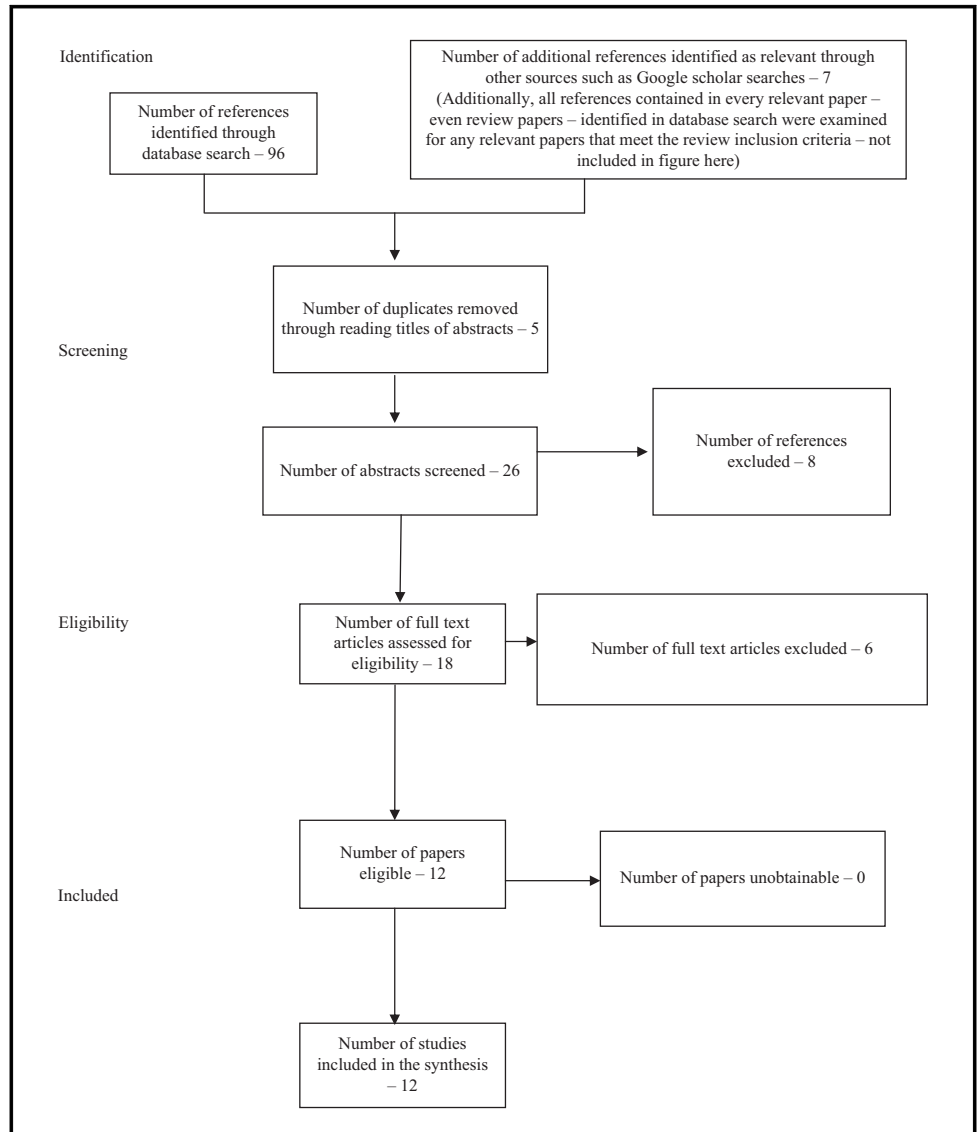 Identification
Number of additional references identified as relevant through
other sources such as Google scholar searches – 7
(Additionally, all references contained in every relevant paper –
even review papers – identified in database search were examined
for any relevant papers that meet the review inclusion criteria – not
included in figure here)
Number of references
identified through
database search – 96
Number of duplicates removed
through reading titles of abstracts – 5
Screening
Number of abstracts screened – 26
Number of references
excluded – 8
Eligibility
Number of full text
articles assessed for
eligibility – 18
Number of full text articles excluded – 6
Number of papers
eligible – 12
Number of papers unobtainable – 0
Included
Number of studies
included in the synthesis
– 12